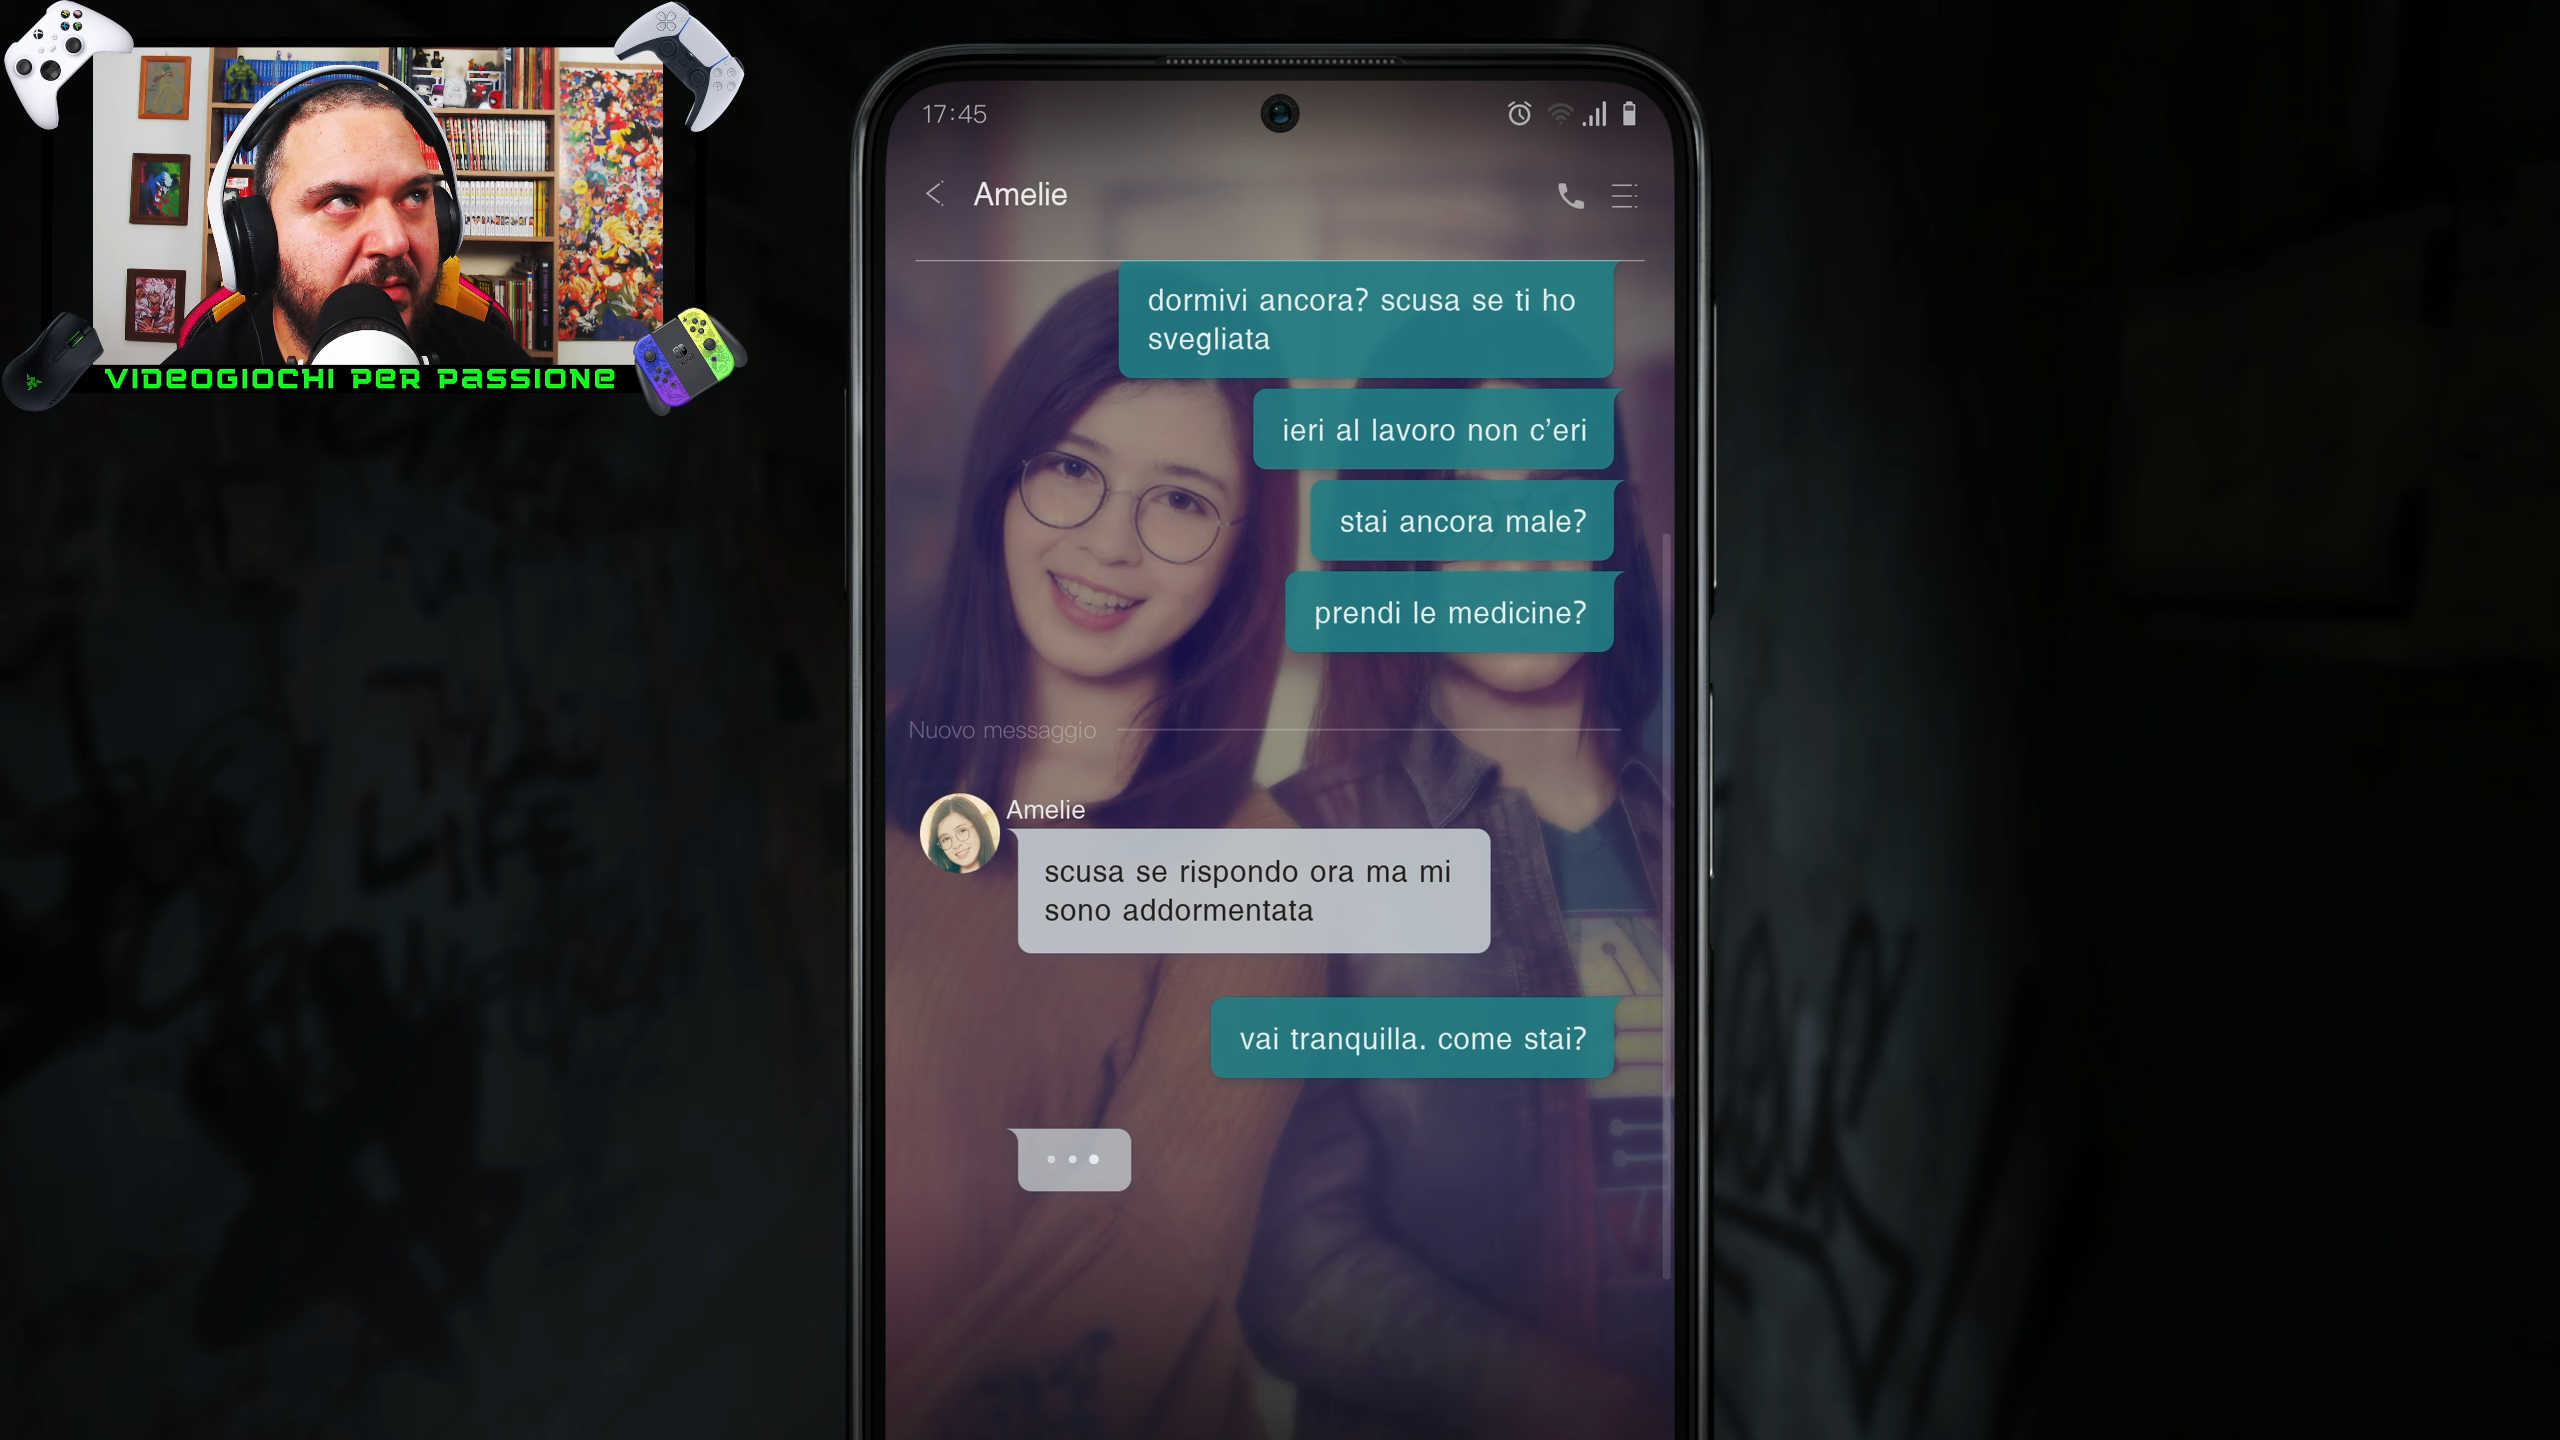 VIDEOGIOCHI PER PASSIONE
17:45
Amelie
dormivi ancora? scusa se ti ho
svegliata
ieri al lavoro non c'eri
stai ancora male?
prendi le medicine?
Nuovo messaggio
Amelie
scusa se rispondo ora ma mi
sono addormentata
vai tranquilla. come stai?